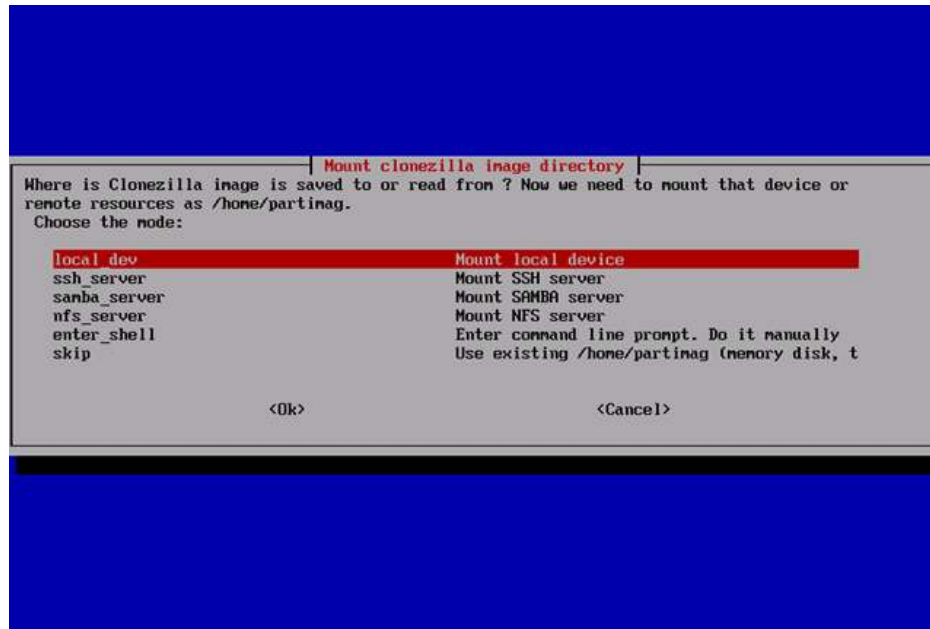 Mount clonezilla image directory
Where is Clonezilla image is saved to or read from ? Now we need to mount that device or
remote resources as /home/partimag.
Choose the mode:
local_dev Mount local device
ssh_server Mount SSH server
samba_server Mount SAMBA server
nfs_server Mount NFS server
enter_shell Enter command line prompt. Do it manually
skip Use existing /home/partimag (memory disk, t
<Ok> <Cancel>